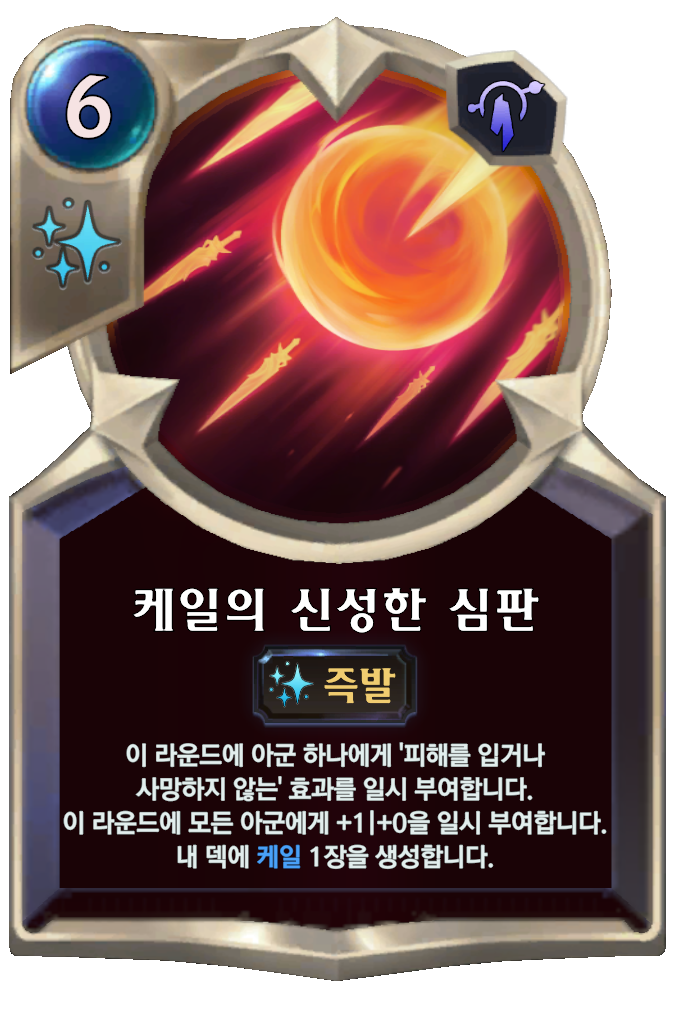 6
케일의 신성한 심판
즉발
이 라운드에 아군 하나에게 '피해를 입거나
사망하지 않는' 효과를 일시 부여합니다.
이 라운드에 모든 아군에게 +1|+0을 일시 부여합니다.
내 덱에 케일 1장을 생성합니다.